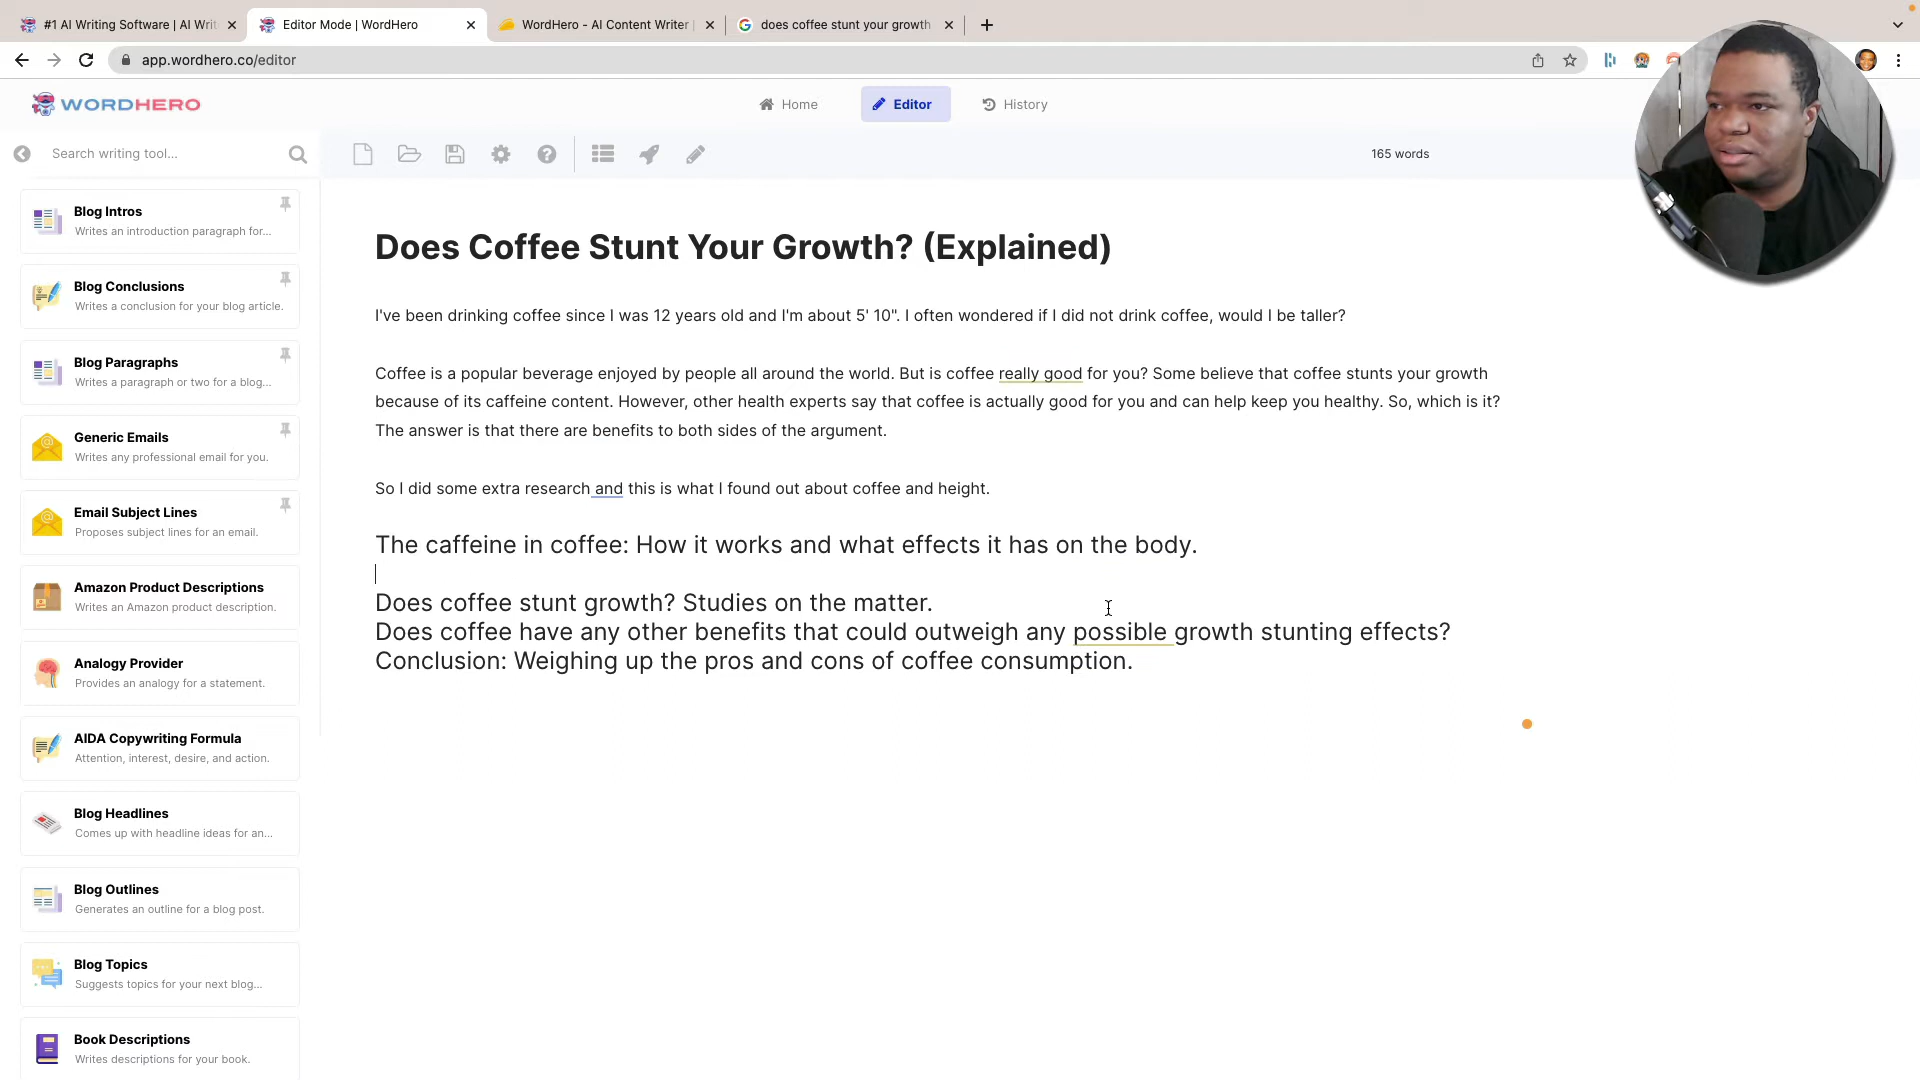 #1 AI Writing Software | AI Writ
Editor Mode | WordHero
WordHero - AI Content Writer |
does coffee stunt your growth
app.wordhero.co/editor
WORDHERO
Home
Editor
History
Search writing tool...
165 words
Blog Intros
Writes an introduction paragraph for...
Blog Conclusions
Writes a conclusion for your blog article.
Blog Paragraphs
Writes a paragraph or two for a blog...
Generic Emails
Writes any professional email for you.
Email Subject Lines
Proposes subject lines for an email.
Amazon Product Descriptions
Writes an Amazon product description.
Analogy Provider
Provides an analogy for a statement.
AIDA Copywriting Formula
Attention, interest, desire, and action.
Blog Headlines
Comes up with headline ideas for an...
Blog Outlines
Generates an outline for a blog post.
Blog Topics
Suggests topics for your next blog...
Book Descriptions
Writes descriptions for your book.
Does Coffee Stunt Your Growth? (Explained)
I've been drinking coffee since I was 12 years old and I'm about 5' 10". I often wondered if I did not drink coffee, would I be taller?
Coffee is a popular beverage enjoyed by people all around the world. But is coffee really good for you? Some believe that coffee stunts your growth
because of its caffeine content. However, other health experts say that coffee is actually good for you and can help keep you healthy. So, which is it?
The answer is that there are benefits to both sides of the argument.
So I did some extra research and this is what I found out about coffee and height.
The caffeine in coffee: How it works and what effects it has on the body.
Does coffee stunt growth? Studies on the matter.
Does coffee have any other benefits that could outweigh any possible growth stunting effects?
Conclusion: Weighing up the pros and cons of coffee consumption.